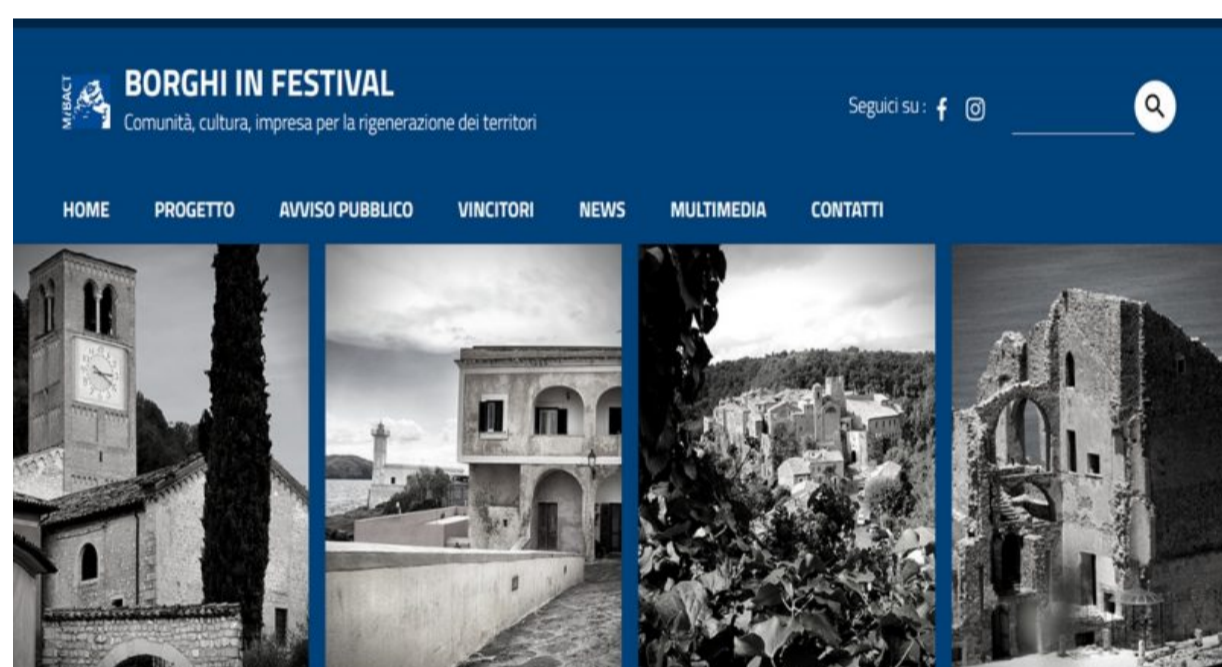 MiBACT
BORGHI IN FESTIVAL
Comunità, cultura, impresa per la rigenerazione dei territori
Seguici su :
HOME PROGETTO AVVISO PUBBLICO VINCITORI NEWS MULTIMEDIA CONTATTI